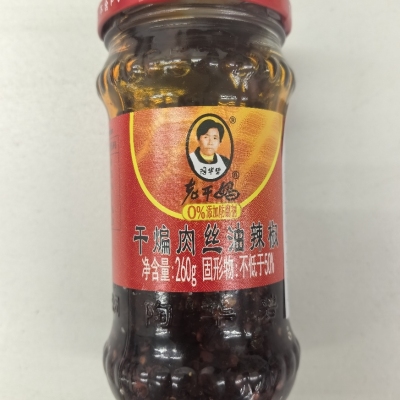 陶华碧
老干妈
0%添加防腐剂
干煸肉丝油辣椒
净含量:260g 固形物:不低于50%